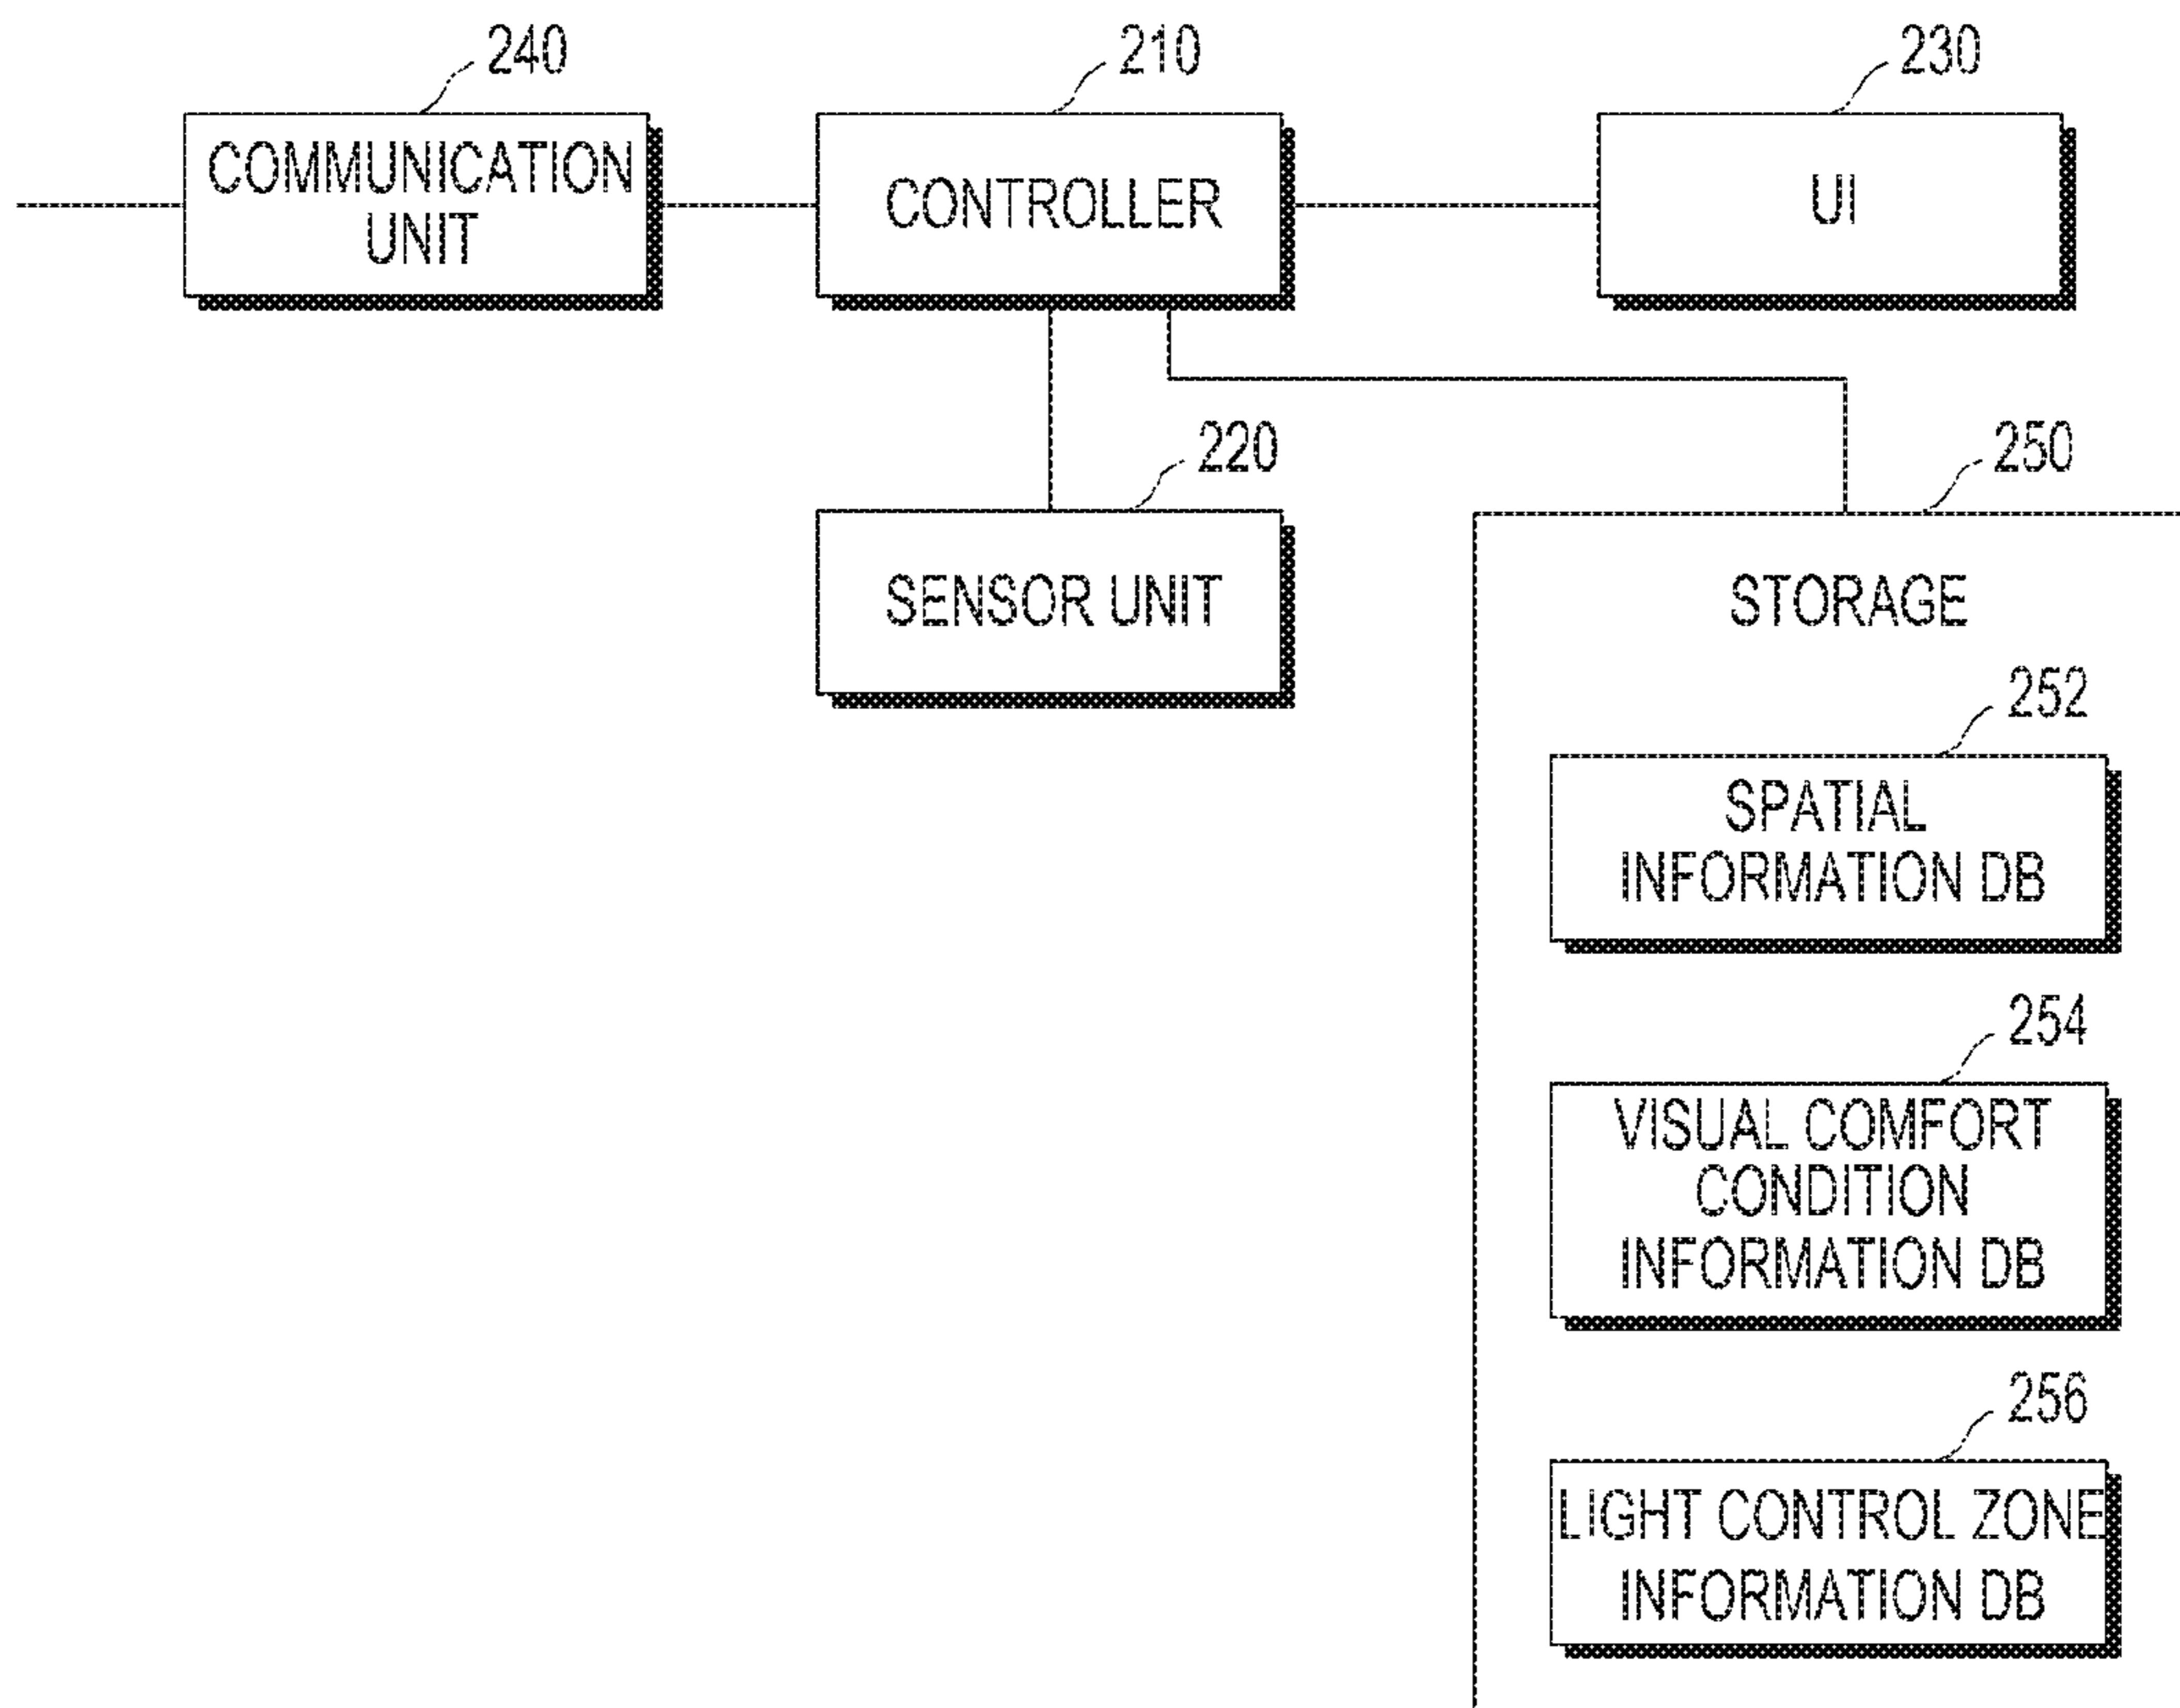 240
210
230
COMMUNICATION
UNIT
CONTROLLER
UI
220
250
SENSOR UNIT
STORAGE
252
SPATIAL
INFORMATION DB
254
VISUAL COMFORT
CONDITION
INFORMATION DB
256
LIGHT CONTROL ZONE
INFORMATION DB